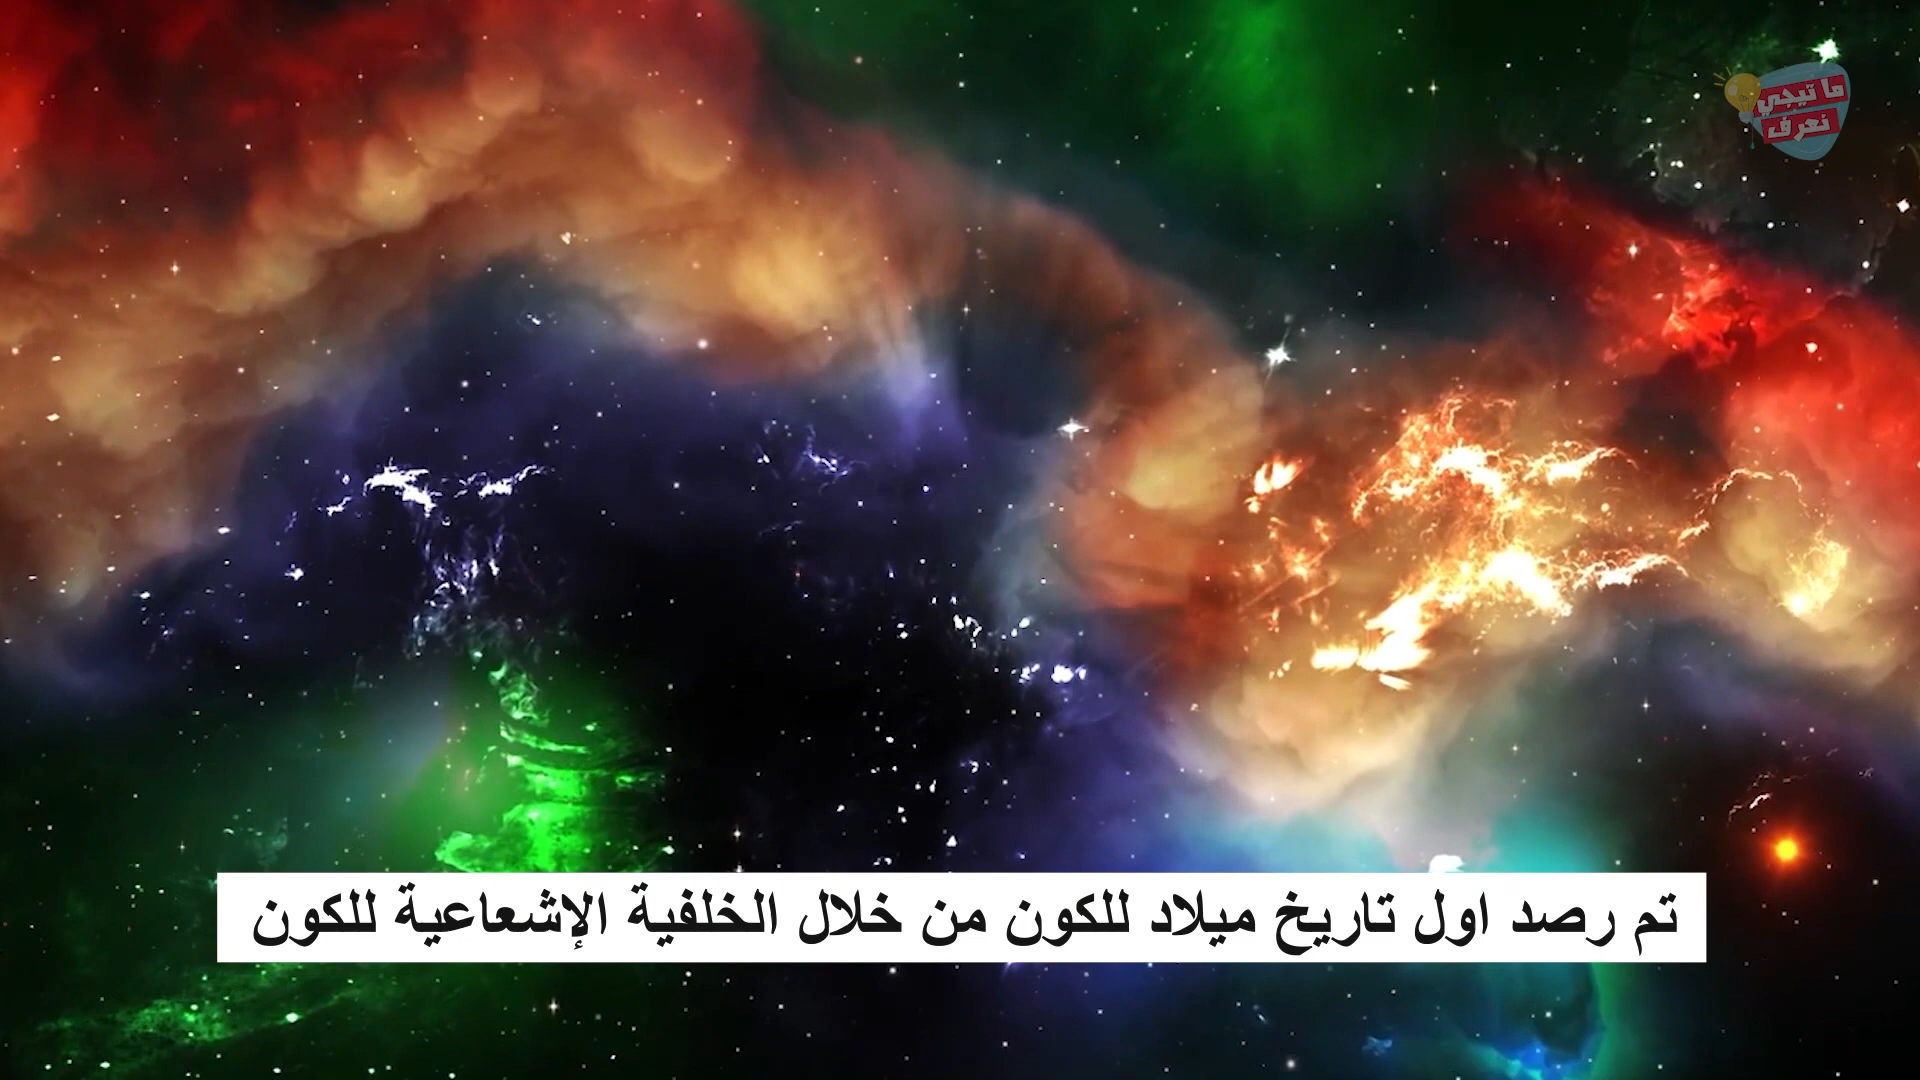 ما تيجي
نعرف
تم رصد اول تاريخ ميلاد للكون من خلال الخلفية الإشعاعية للكون